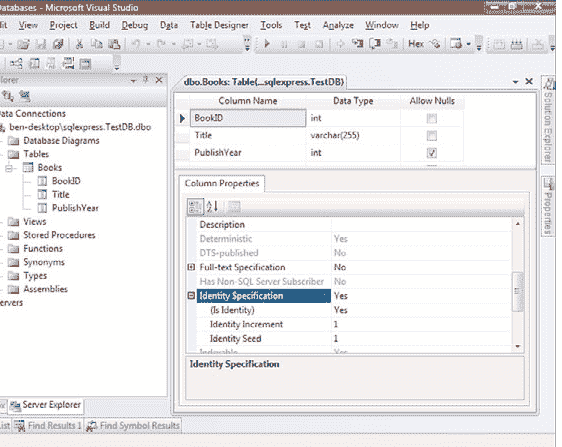 Databases - Microsoft Visual Studio
View Project Build Debug Data Table Designer Tools Test Analyze Window Help
Hex
dbo.Books: Table(...sqlexpress.TestDB)
Data Connections
ben-desktop\sqlexpress.TestDB.dbo
Database Diagrams
Tables
Books
BookID
Title
PublishYear
Views
Stored Procedures
Functions
Synonyms
Types
Assemblies
Servers
Column Name Data Type Allow Nulls
BookID int
Title varchar(255)
PublishYear int
Column Properties
Description
Deterministic Yes
DTS-published No
Full-text Specification No
Has Non-SQL Server Subscriber No
Identity Specification Yes
(Is Identity) Yes
Identity Increment 1
Identity Seed 1
Indexable Yes
Identity Specification
Solution Explorer
Properties
Server Explorer
Find Results 1 Find Symbol Results